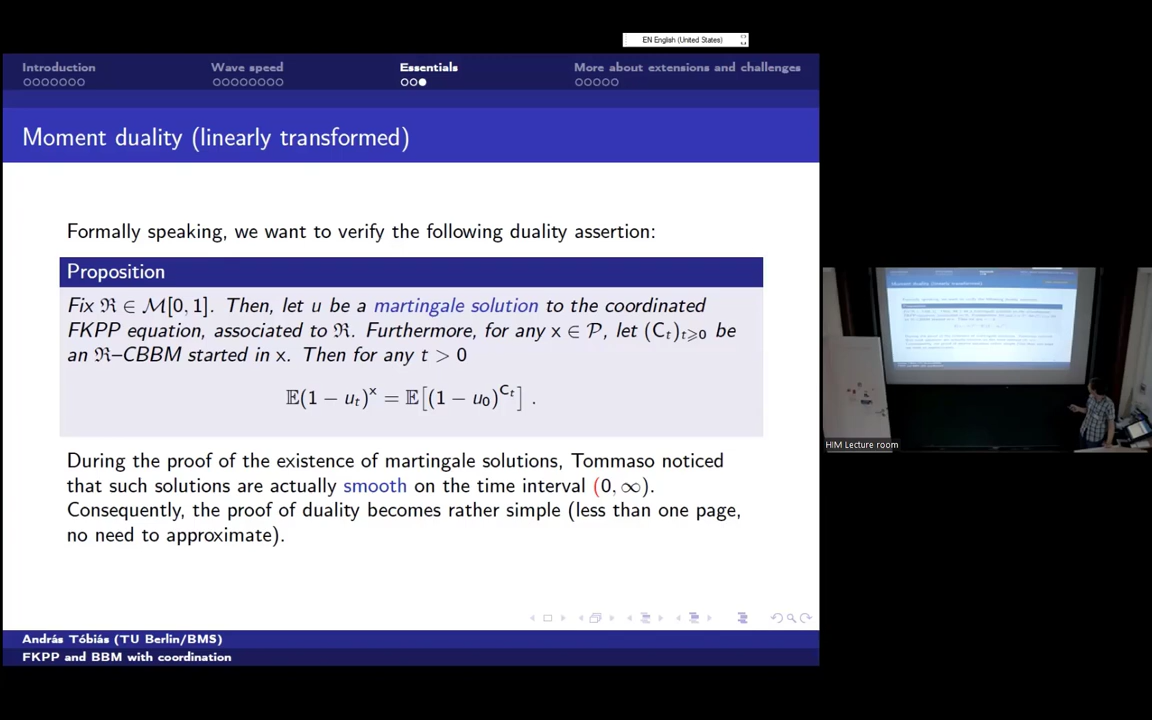 EN English (United States)
Introduction
Wave speed
Essentials
More about extensions and challenges
Moment duality (linearly transformed)
Formally speaking, we want to verify the following duality assertion:
Proposition
Fix ℜ ∈ ℳ[0, 1]. Then, let u be a martingale solution to the coordinated
FKPP equation, associated to ℜ. Furthermore, for any x ∈ 𝒫, let (C_t)_{t⩾0} be
an ℜ–CBBM started in x. Then for any t > 0
𝔼(1 − u_t)^x = 𝔼[(1 − u_0)^{C_t}] .
During the proof of the existence of martingale solutions, Tommaso noticed
that such solutions are actually smooth on the time interval (0, ∞).
Consequently, the proof of duality becomes rather simple (less than one page,
no need to approximate).
András Tóbiás (TU Berlin/BMS)
FKPP and BBM with coordination
Moment duality (linearly transformed)
HIM Lecture room